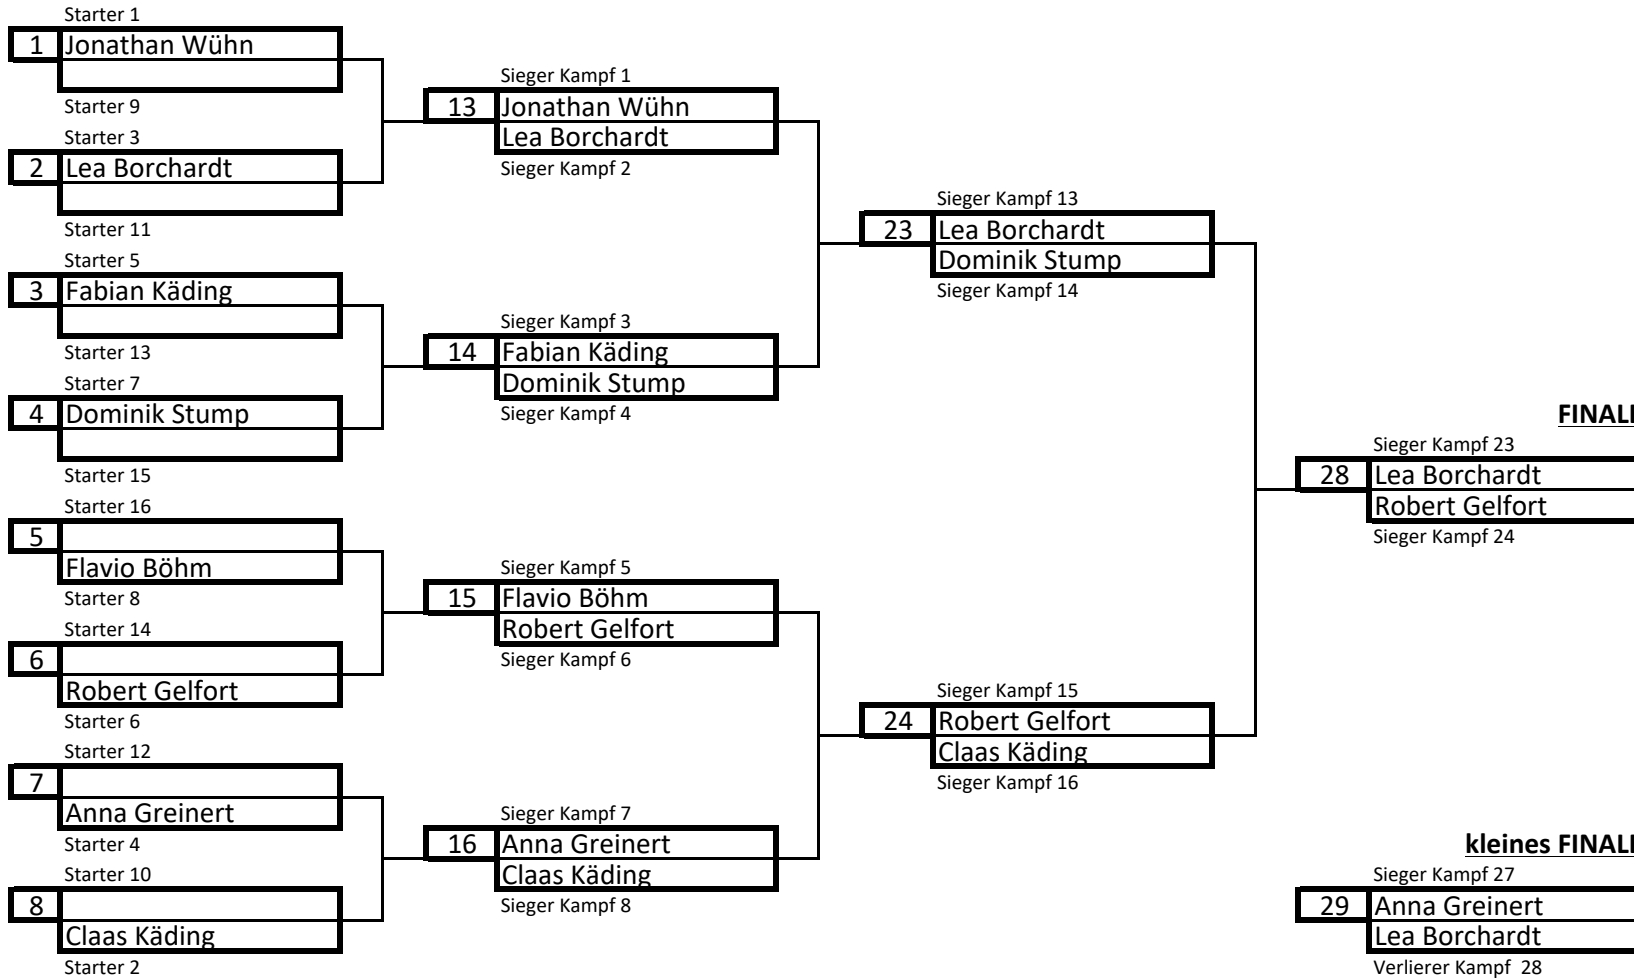 Starter 1
1 Jonathan Wühn
Starter 9
Starter 3
2 Lea Borchardt
Starter 11
Starter 5
3 Fabian Käding
Starter 13
Starter 7
4 Dominik Stump
Starter 15
Starter 16
5
Flavio Böhm
Starter 8
Starter 14
6
Robert Gelfort
Starter 6
Starter 12
7
Anna Greinert
Starter 4
Starter 10
8
Claas Käding
Starter 2
Sieger Kampf 1
13 Jonathan Wühn
Lea Borchardt
Sieger Kampf 2
Sieger Kampf 3
14 Fabian Käding
Dominik Stump
Sieger Kampf 4
Sieger Kampf 5
15 Flavio Böhm
Robert Gelfort
Sieger Kampf 6
Sieger Kampf 7
16 Anna Greinert
Claas Käding
Sieger Kampf 8
Sieger Kampf 13
23 Lea Borchardt
Dominik Stump
Sieger Kampf 14
Sieger Kampf 15
24 Robert Gelfort
Claas Käding
Sieger Kampf 16
FINALE
Sieger Kampf 23
28 Lea Borchardt
Robert Gelfort
Sieger Kampf 24
kleines FINALE
Sieger Kampf 27
29 Anna Greinert
Lea Borchardt
Verlierer Kampf 28